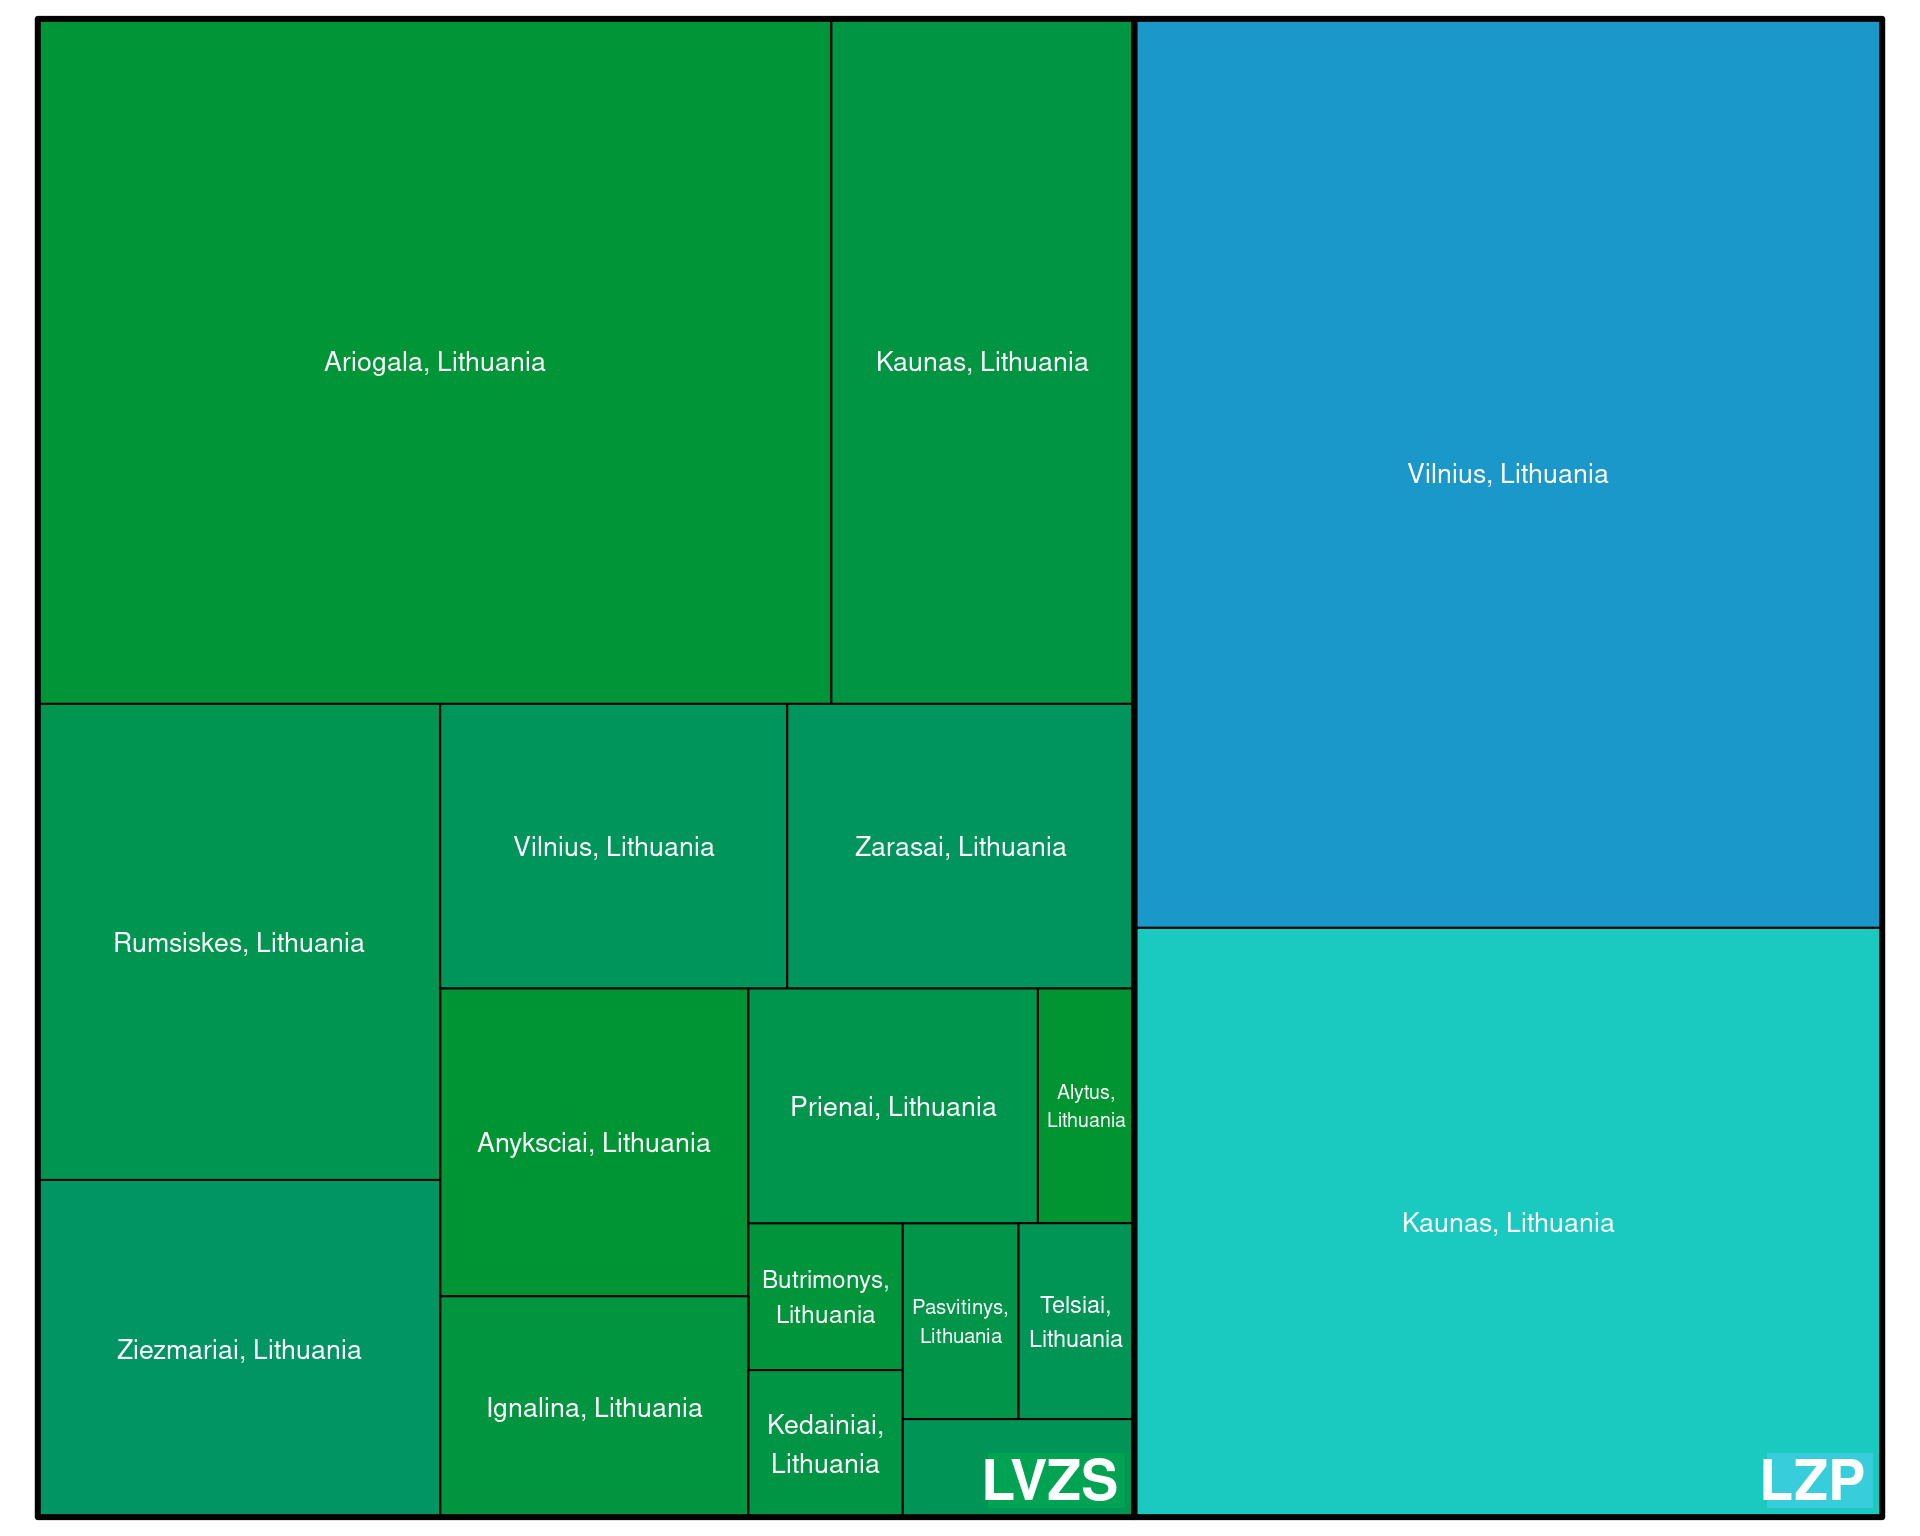 Ariogala, Lithuania
Kaunas, Lithuania
Vilnius, Lithuania
Rumsiskes, Lithuania
Vilnius, Lithuania
Zarasai, Lithuania
Anyksciai, Lithuania
Prienai, Lithuania
Alytus,
Lithuania
Kaunas, Lithuania
Ziezmariai, Lithuania
Ignalina, Lithuania
Butrimonys,
Lithuania
Pasvitinys,
Lithuania
Telsiai,
Lithuania
Kedainiai,
Lithuania
LVZS
LZP